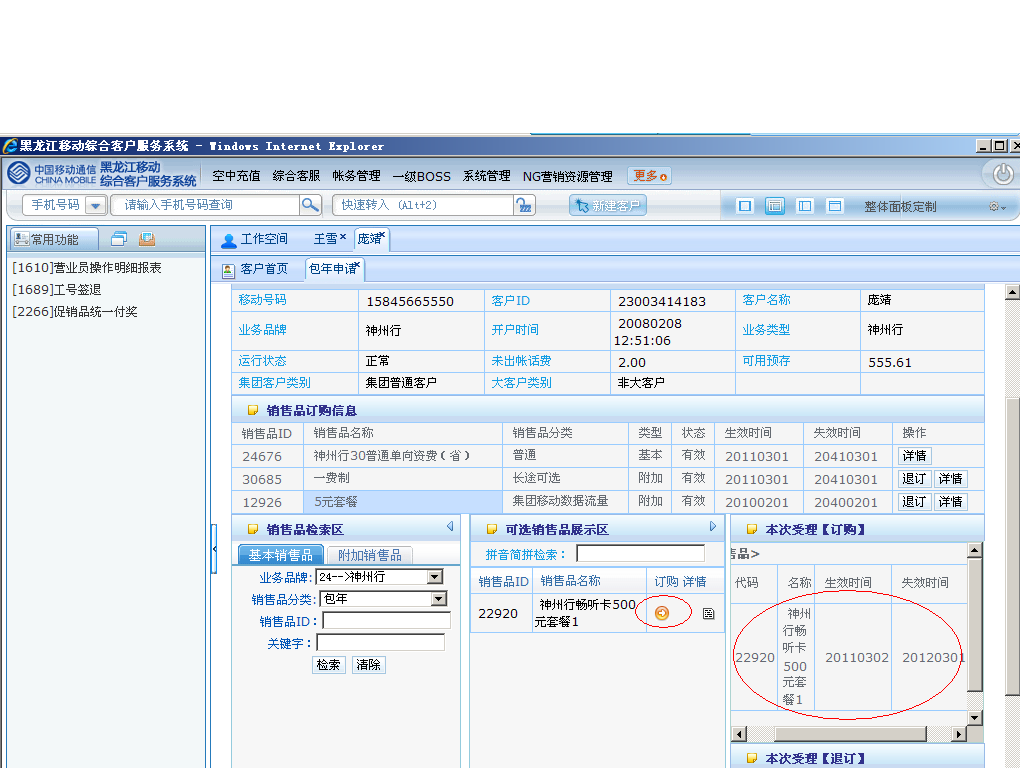 黑龙江移动综合客户服务系统 - Windows Internet Explorer
中国移动通信 CHINA MOBILE 黑龙江移动 综合客户服务系统
空中充值 综合客服 帐务管理 一级BOSS 系统管理 NG营销资源管理 更多
手机号码 请输入手机号码查询 快速转入 (Alt+2) 新建客户 整体面板定制
常用功能 工作空间 王雪 庞靖
[1610]营业员操作明细报表
[1689]工号签退
[2266]促销品统一付奖
客户首页 包年申请
移动号码 15845665550 客户ID 23003414183 客户名称 庞靖
业务品牌 神州行 开户时间 20080208 12:51:06 业务类型 神州行
运行状态 正常 未出帐话费 2.00 可用预存 555.61
集团客户类别 集团普通客户 大客户类别 非大客户
销售品订购信息
销售品ID 销售品名称 销售品分类 类型 状态 生效时间 失效时间 操作
24676 神州行30普通单向资费（省） 普通 基本 有效 20110301 20410301 详情
30685 一费制 长途可选 附加 有效 20110301 20410301 退订 详情
12926 5元套餐 集团移动数据流量 附加 有效 20100201 20400201 退订 详情
销售品检索区
基本销售品 附加销售品
业务品牌: 24-->神州行
销售品分类: 包年
销售品ID:
关键字:
检索 清除
可选销售品展示区
拼音简拼检索:
销售品ID 销售品名称 订购 详情
22920 神州行畅听卡500
元套餐1
本次受理【订购】
售品>
代码 名称 生效时间 失效时间
22920 神州
行畅
听卡
500
元套
餐1
20110302 20120301
本次受理【退订】